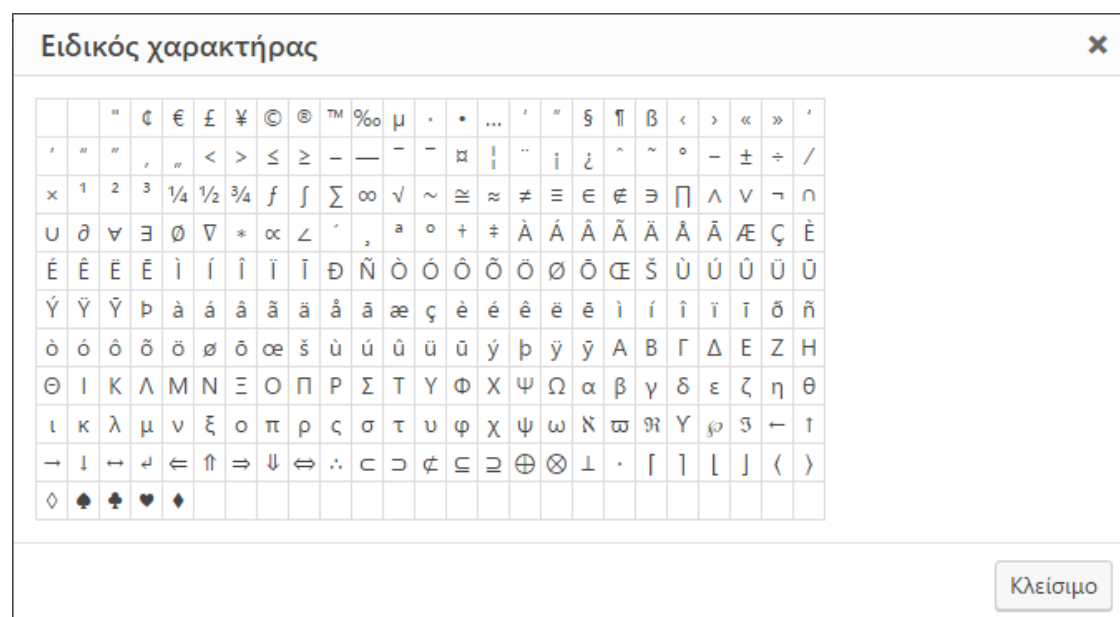 Ειδικός χαρακτήρας ×
" ¢ € £ ¥ © ® ™ ‰ µ · • … ′ ″ § ¶ ß ‹ › « » ‘
’ “ ” ‚ „ < > ≤ ≥ – — ¯ ‾ ¤ ¦ ¨ ¡ ¿ ˆ ˜ ° − ± ÷ ⁄
× ¹ ² ³ ¼ ½ ¾ ƒ ∫ ∑ ∞ √ ∼ ≅ ≈ ≠ ≡ ∈ ∉ ∋ ∏ ∧ ∨ ¬ ∩
∪ ∂ ∀ ∃ ∅ ∇ ∗ ∝ ∠ ´ ¸ ª º † ‡ À Á Â Ã Ä Å Ā Æ Ç È
É Ê Ë Ē Ì Í Î Ï Ī Ð Ñ Ò Ó Ô Õ Ö Ø Ō Œ Š Ù Ú Û Ü Ū
Ý Ÿ Ȳ Þ à á â ã ä å ā æ ç è é ê ë ē ì í î ï ī ð ñ
ò ó ô õ ö ø ō œ š ù ú û ü ū ý þ ÿ ȳ Α Β Γ Δ Ε Ζ Η
Θ Ι Κ Λ Μ Ν Ξ Ο Π Ρ Σ Τ Υ Φ Χ Ψ Ω α β γ δ ε ζ η θ
ι κ λ μ ν ξ ο π ρ ς σ τ υ φ χ ψ ω ℵ ϖ ℜ ϒ ℘ ℑ ← ↑
→ ↓ ↔ ↵ ⇐ ⇑ ⇒ ⇓ ⇔ ∴ ⊂ ⊃ ⊄ ⊆ ⊇ ⊕ ⊗ ⊥ ⋅ ⌈ ⌉ ⌊ ⌋ 〈 〉
◊ ♠ ♣ ♥ ♦
Κλείσιμο